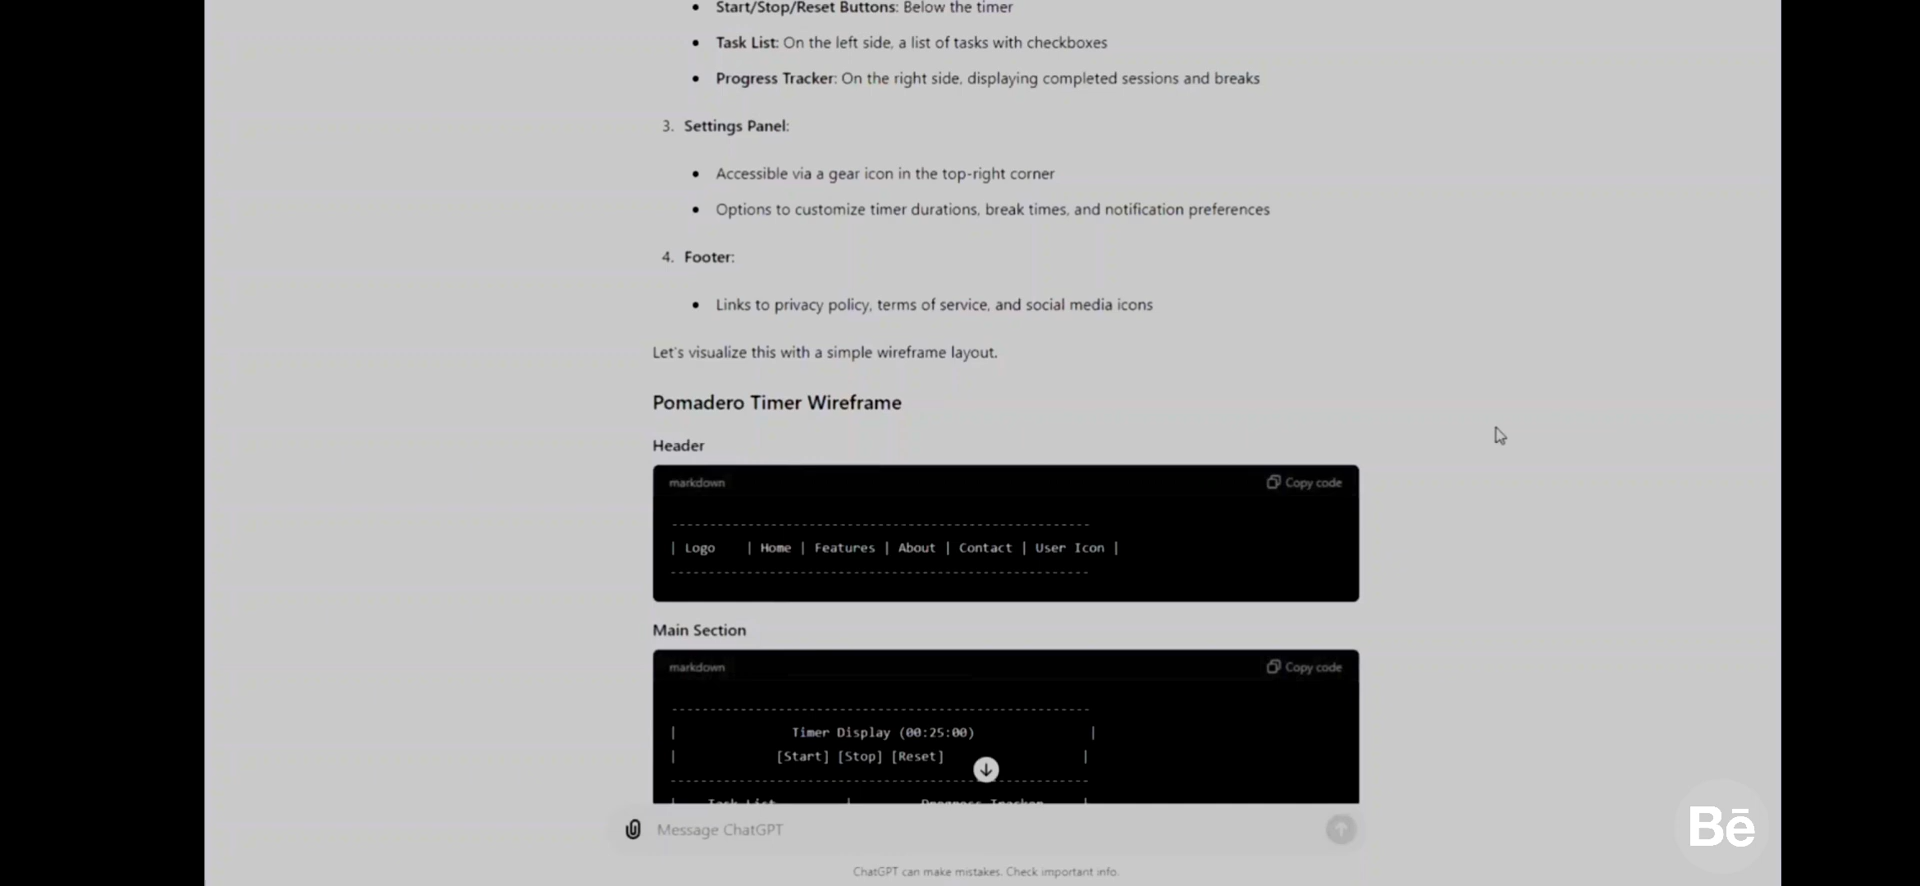 • Start/Stop/Reset Buttons: Below the timer
• Task List: On the left side, a list of tasks with checkboxes
• Progress Tracker: On the right side, displaying completed sessions and breaks
3. Settings Panel:
• Accessible via a gear icon in the top-right corner
• Options to customize timer durations, break times, and notification preferences
4. Footer:
• Links to privacy policy, terms of service, and social media icons
Let's visualize this with a simple wireframe layout.
Pomadero Timer Wireframe
Header
markdown Copy code
-------------------------------------------------------
| Logo | Home | Features | About | Contact | User Icon |
-------------------------------------------------------
Main Section
markdown Copy code
-------------------------------------------------------
| Timer Display (00:25:00) |
| [Start] [Stop] [Reset] |
-------------------------------------------------------
| Task List | Progress Tracker |
Message ChatGPT
ChatGPT can make mistakes. Check important info.
Bē